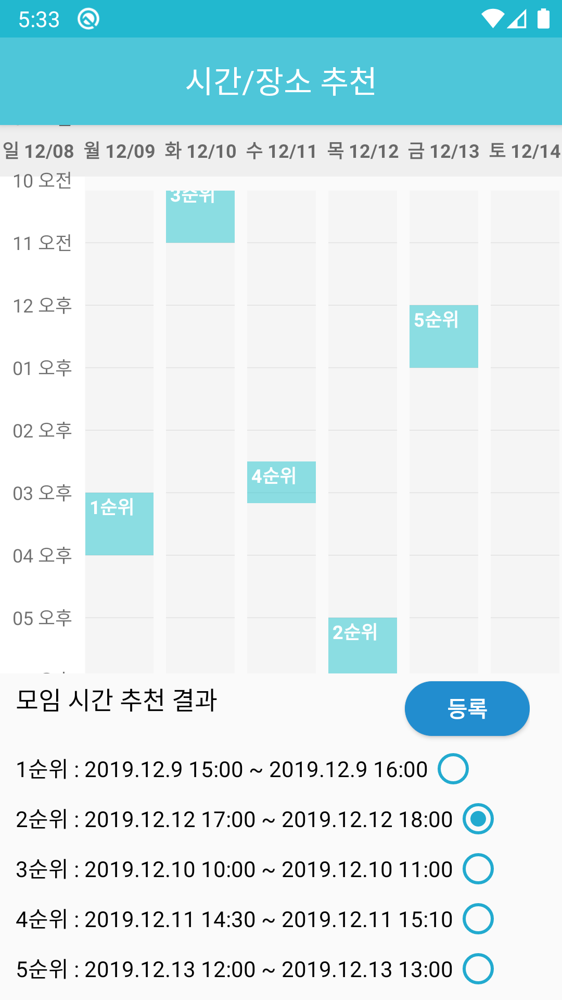 5:33
시간/장소 추천
일 12/08 월 12/09 화 12/10 수 12/11 목 12/12 금 12/13 토 12/14
10 오전
3순위
11 오전
12 오후
5순위
01 오후
02 오후
4순위
03 오후
1순위
04 오후
05 오후
2순위
모임 시간 추천 결과
등록
1순위 : 2019.12.9 15:00 ~ 2019.12.9 16:00
2순위 : 2019.12.12 17:00 ~ 2019.12.12 18:00
3순위 : 2019.12.10 10:00 ~ 2019.12.10 11:00
4순위 : 2019.12.11 14:30 ~ 2019.12.11 15:10
5순위 : 2019.12.13 12:00 ~ 2019.12.13 13:00